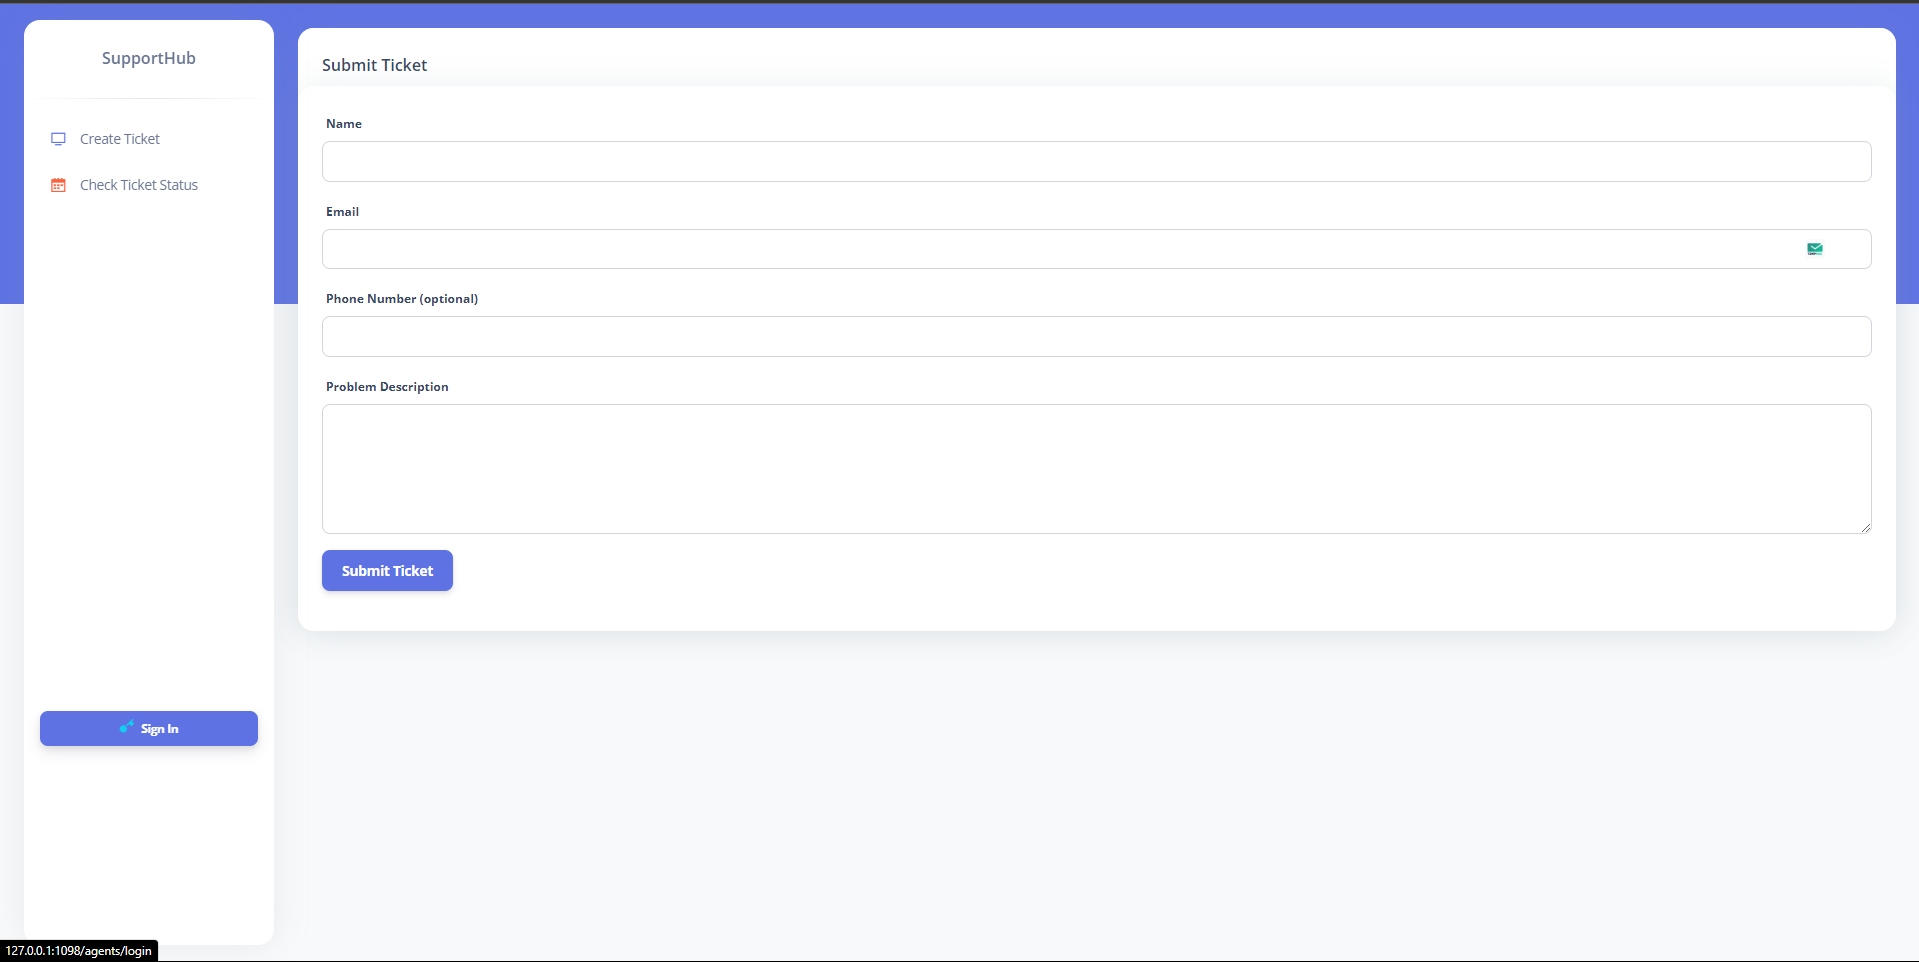 SupportHub
Create Ticket
Check Ticket Status
Sign In
Submit Ticket
Name
Email
Phone Number (optional)
Problem Description
Submit Ticket
127.0.0.1:1098/agents/login